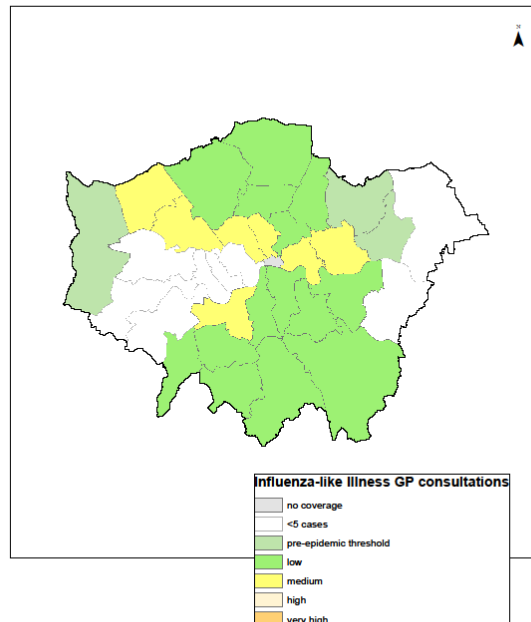 N
Influenza-like Illness GP consultations
no coverage
<5 cases
pre-epidemic threshold
low
medium
high
very high